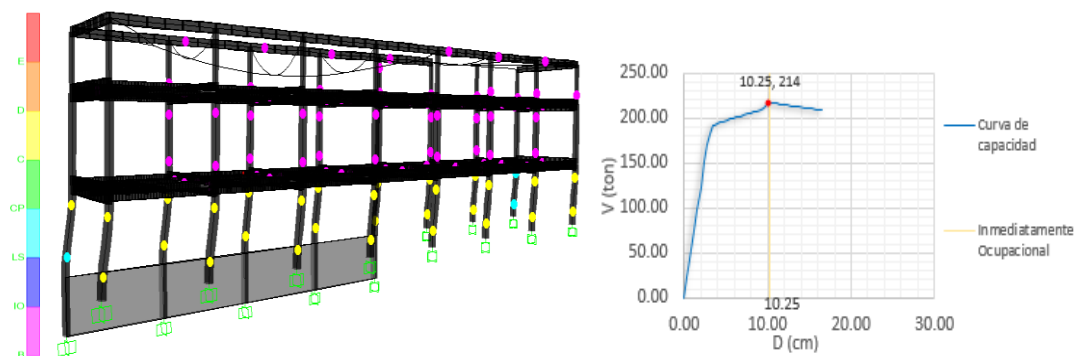 E
D
C
CP
LS
IO
B
250.00
200.00
150.00
100.00
50.00
0.00
V (ton)
10.25, 214
10.25
0.00
10.00
20.00
30.00
D (cm)
Curva de
capacidad
Inmediatamente
Ocupacional